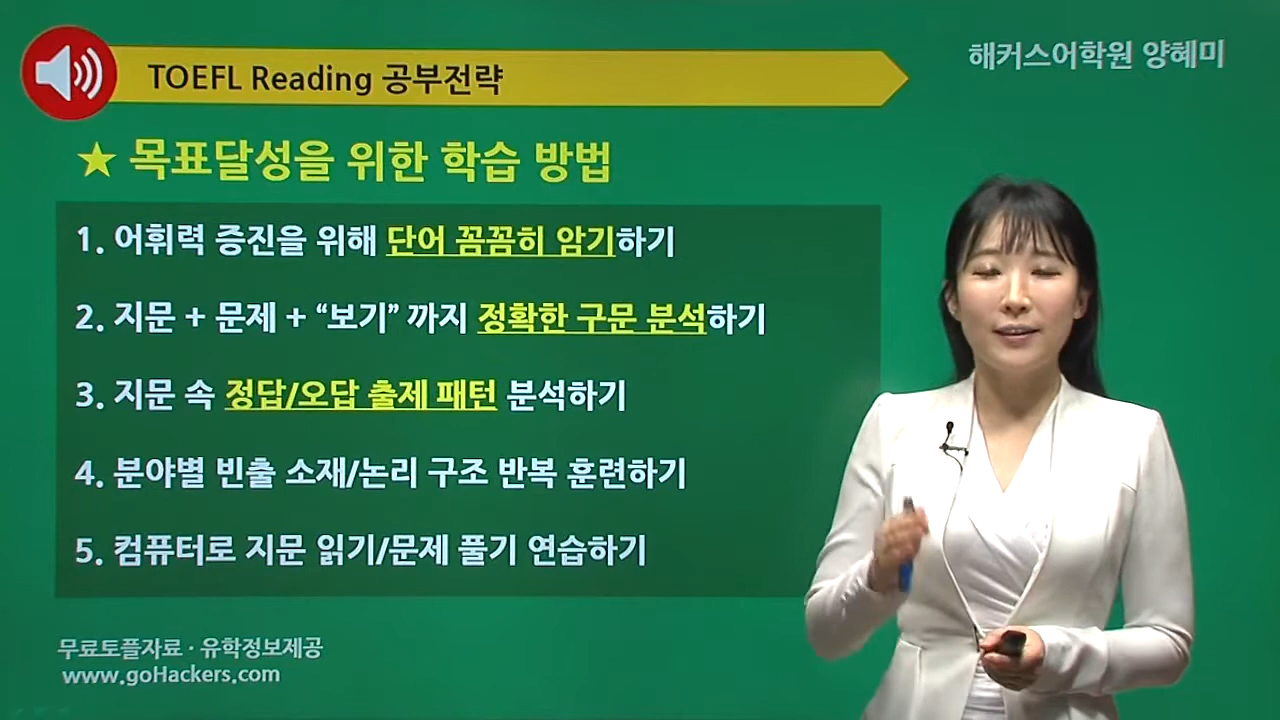 TOEFL Reading 공부전략
해커스어학원 양혜미
★ 목표달성을 위한 학습 방법
1. 어휘력 증진을 위해 단어 꼼꼼히 암기하기
2. 지문 + 문제 + “보기” 까지 정확한 구문 분석하기
3. 지문 속 정답/오답 출제 패턴 분석하기
4. 분야별 빈출 소재/논리 구조 반복 훈련하기
5. 컴퓨터로 지문 읽기/문제 풀기 연습하기
무료토플자료 · 유학정보제공
www.goHackers.com